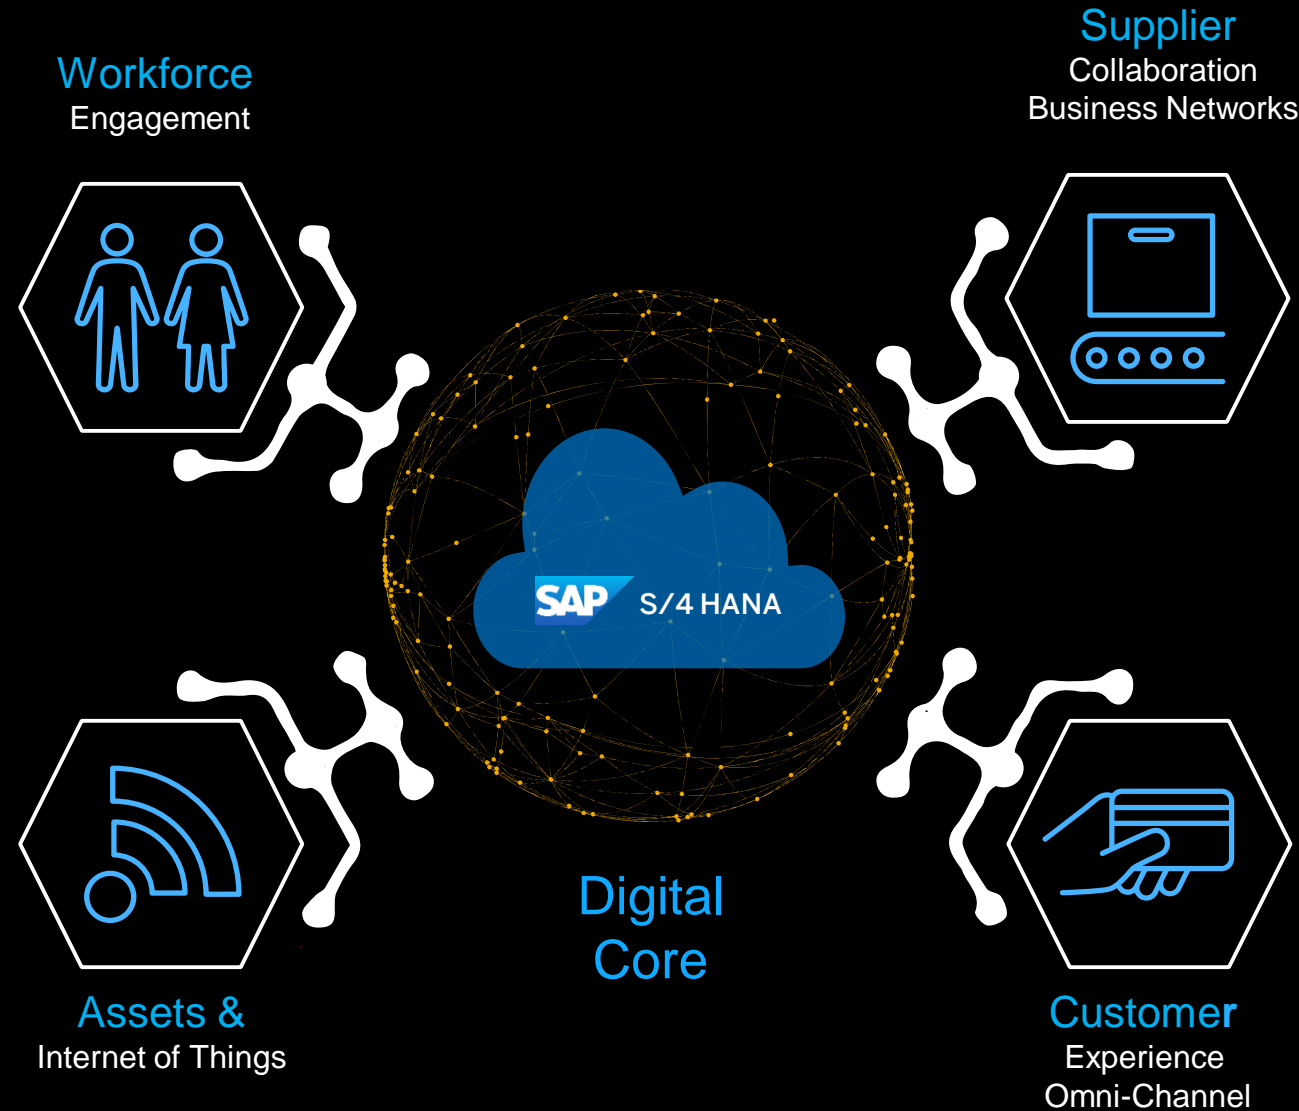 Workforce
Engagement
Supplier
Collaboration
Business Networks
SAP S/4 HANA
Digital
Core
Assets &
Internet of Things
Customer
Experience
Omni-Channel